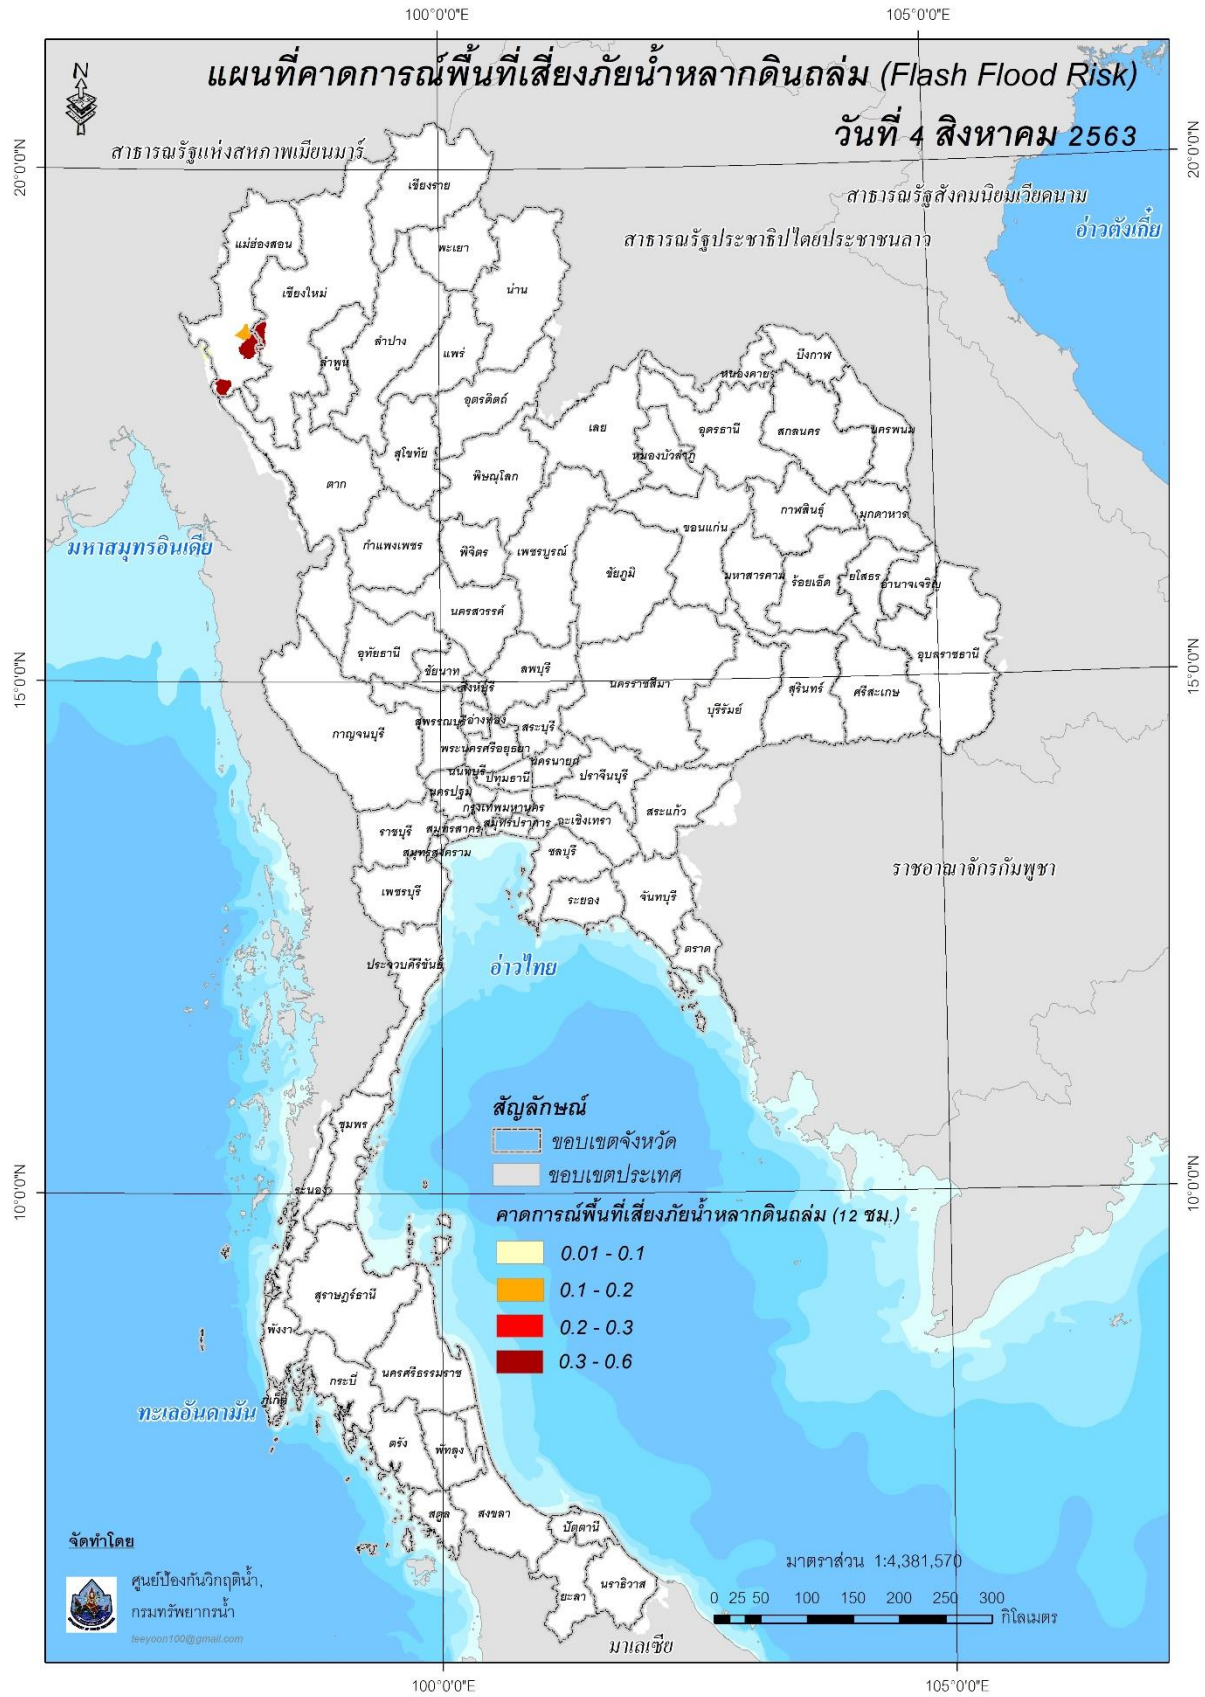 100°0'0"E
105°0'0"E
แผนที่คาดการณ์พื้นที่เสี่ยงภัยน้ำหลากดินถล่ม (Flash Flood Risk)
วันที่ 4 สิงหาคม 2563
N
20°0'0"N
20°0'0"N
สาธารณรัฐแห่งสหภาพเมียนมาร์
สาธารณรัฐสังคมนิยมเวียดนาม
สาธารณรัฐประชาธิปไตยประชาชนลาว
อ่าวตังเกี๋ย
เชียงราย
แม่ฮ่องสอน
พะเยา
เชียงใหม่
น่าน
ลำปาง
แพร่
ลำพูน
บึงกาฬ
หนองคาย
อุตรดิตถ์
เลย
อุดรธานี
สกลนคร
นครพนม
สุโขทัย
หนองบัวลำภู
ตาก
พิษณุโลก
กาฬสินธุ์
มุกดาหาร
ขอนแก่น
มหาสมุทรอินเดีย
กำแพงเพชร
พิจิตร
เพชรบูรณ์
ชัยภูมิ
มหาสารคาม
ร้อยเอ็ด
ยโสธร
อำนาจเจริญ
นครสวรรค์
อุทัยธานี
ชัยนาท
ลพบุรี
อุบลราชธานี
15°0'0"N
15°0'0"N
สิงห์บุรี
นครราชสีมา
สุรินทร์
ศรีสะเกษ
บุรีรัมย์
สุพรรณบุรี
อ่างทอง
สระบุรี
กาญจนบุรี
พระนครศรีอยุธยา
นครนายก
นนทบุรี
ปทุมธานี
ปราจีนบุรี
นครปฐม
กรุงเทพมหานคร
สระแก้ว
ราชบุรี
สมุทรสาคร
สมุทรปราการ
ฉะเชิงเทรา
สมุทรสงคราม
ชลบุรี
ราชอาณาจักรกัมพูชา
เพชรบุรี
ระยอง
จันทบุรี
ตราด
ประจวบคีรีขันธ์
อ่าวไทย
สัญลักษณ์
ขอบเขตจังหวัด
ขอบเขตประเทศ
ชุมพร
ระนอง
10°0'0"N
10°0'0"N
คาดการณ์พื้นที่เสี่ยงภัยน้ำหลากดินถล่ม (12 ชม.)
0.01 - 0.1
0.1 - 0.2
0.2 - 0.3
0.3 - 0.6
สุราษฎร์ธานี
พังงา
กระบี่
นครศรีธรรมราช
ภูเก็ต
ทะเลอันดามัน
ตรัง
พัทลุง
สตูล
สงขลา
ปัตตานี
ยะลา
นราธิวาส
มาเลเซีย
จัดทำโดย
ศูนย์ป้องกันวิกฤติน้ำ,
กรมทรัพยากรน้ำ
teeyoon100@gmail.com
มาตราส่วน 1:4,381,570
0 25 50 100 150 200 250 300
กิโลเมตร
100°0'0"E
105°0'0"E